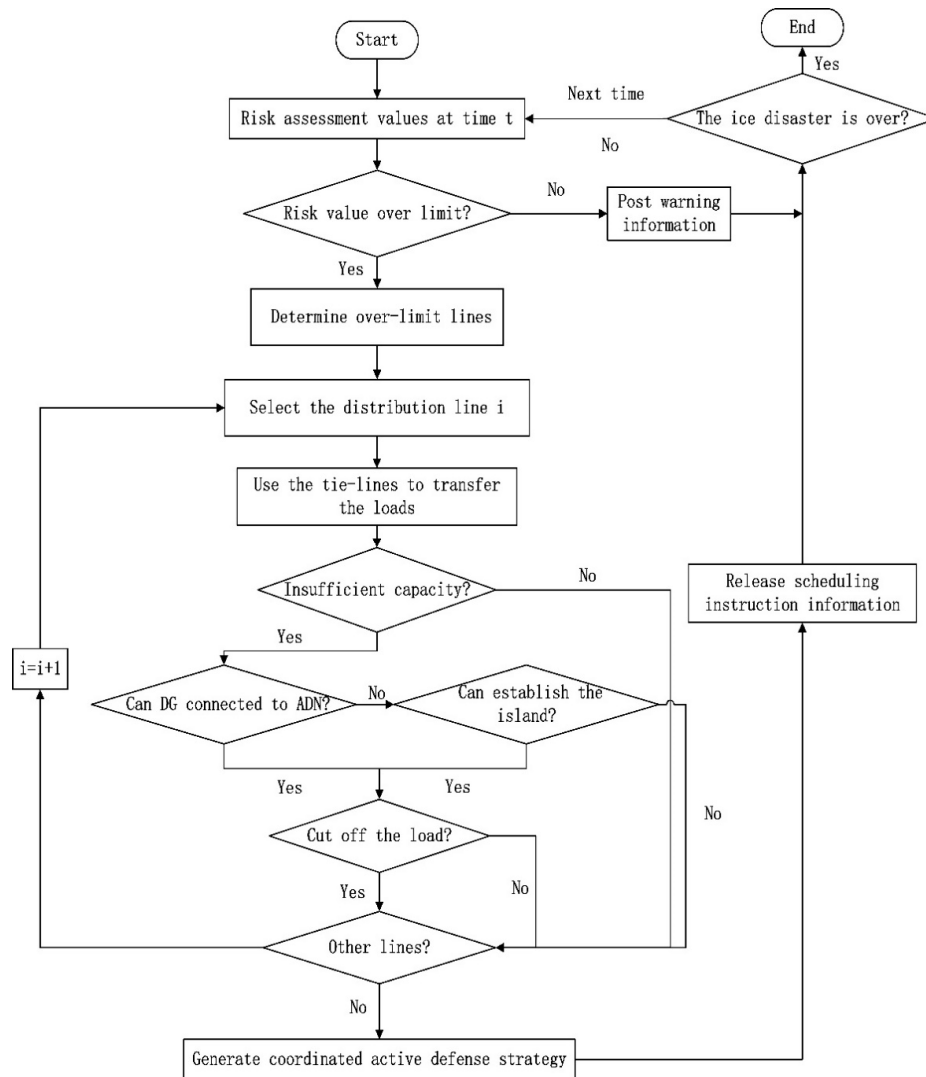 Start
End
Yes
Next time
The ice disaster is over?
Risk assessment values at time t
No
No
Post warning
information
Risk value over limit?
Yes
Determine over-limit lines
Select the distribution line i
Use the tie-lines to transfer
the loads
Insufficient capacity?
No
Release scheduling
instruction information
Yes
i=i+1
Can DG connected to ADN?
No
Can establish the
island?
Yes
Yes
No
Cut off the load?
No
Yes
Other lines?
No
Generate coordinated active defense strategy